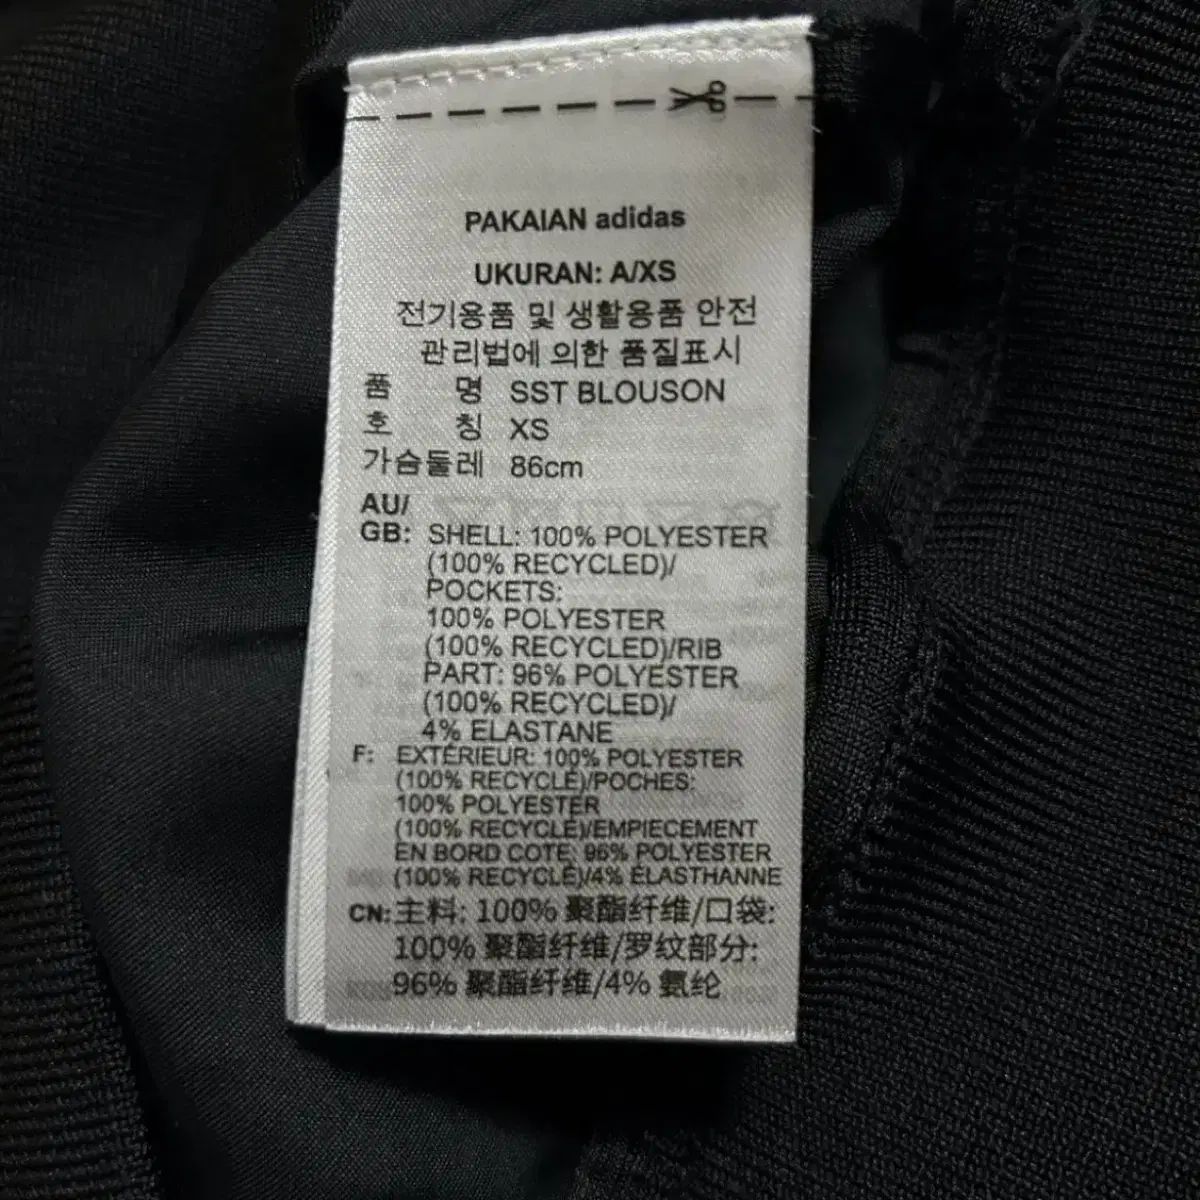 PAKAIAN adidas
UKURAN: A/XS
전기용품 및 생활용품 안전
관리법에 의한 품질표시
품 명 SST BLOUSON
호 칭 XS
가슴둘레 86cm
AU/
GB: SHELL: 100% POLYESTER
(100% RECYCLED)/
POCKETS:
100% POLYESTER
(100% RECYCLED)/RIB
PART: 96% POLYESTER
(100% RECYCLED)/
4% ELASTANE
F: EXTÉRIEUR: 100% POLYESTER
(100% RECYCLÉ)/POCHES:
100% POLYESTER
(100% RECYCLÉ)/EMPIECEMENT
EN BORD COTE: 96% POLYESTER
(100% RECYCLÉ)/4% ÉLASTHANNE
CN: 主料: 100% 聚酯纤维/口袋:
100% 聚酯纤维/罗纹部分:
96% 聚酯纤维/4% 氨纶